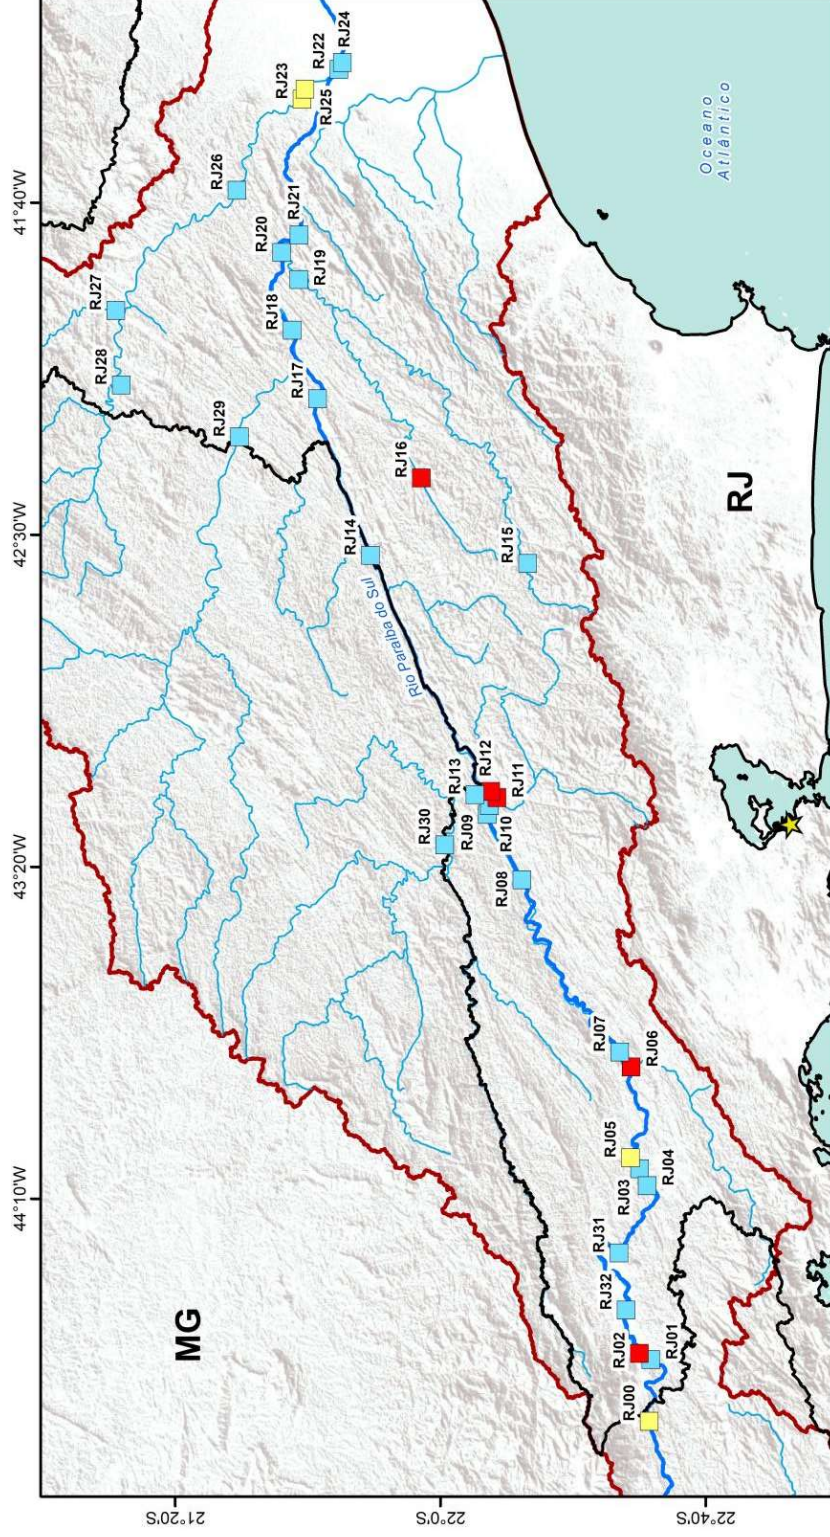 MG
RJ
Oceano
Atlântico
Rio Paraíba do Sul
RJ00
RJ01
RJ02
RJ32
RJ31
RJ03
RJ04
RJ05
RJ06
RJ07
RJ08
RJ30
RJ09
RJ10
RJ13
RJ12
RJ11
RJ14
RJ15
RJ16
RJ29
RJ17
RJ28
RJ27
RJ18
RJ19
RJ20
RJ21
RJ26
RJ23
RJ25
RJ22
RJ24
44°10'W
43°20'W
42°30'W
41°40'W
21°20'S
22°0'S
22°40'S